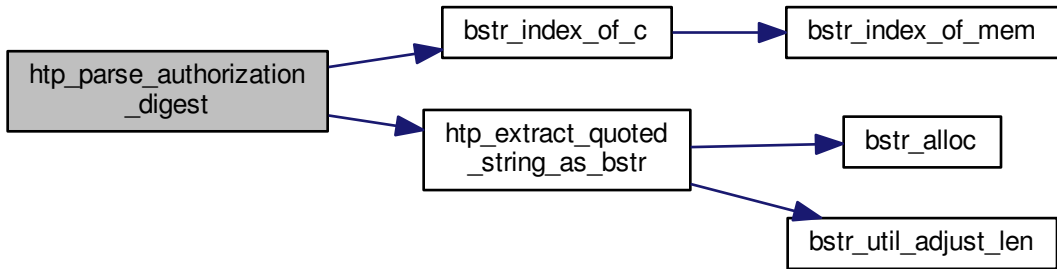 htp_parse_authorization
_digest
bstr_index_of_c
bstr_index_of_mem
htp_extract_quoted
_string_as_bstr
bstr_alloc
bstr_util_adjust_len